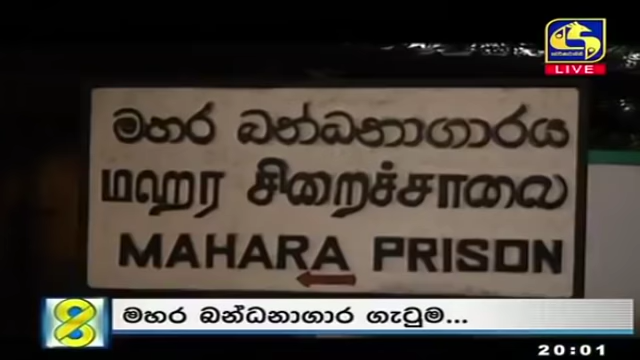 LIVE
මහර බන්ධනාගාරය
மஹர சிறைச்சாலை
MAHARA PRISON
8 මහර බන්ධනාගාර ගැටුම...
20:01